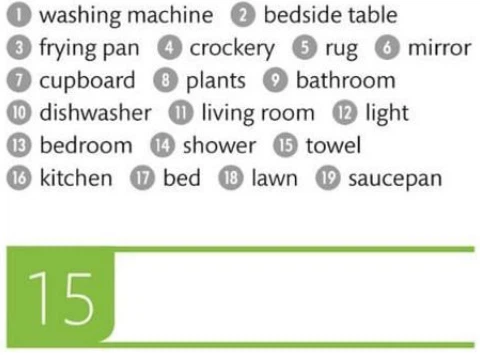 1 washing machine 2 bedside table
3 frying pan 4 crockery 5 rug 6 mirror
7 cupboard 8 plants 9 bathroom
10 dishwasher 11 living room 12 light
13 bedroom 14 shower 15 towel
16 kitchen 17 bed 18 lawn 19 saucepan
15